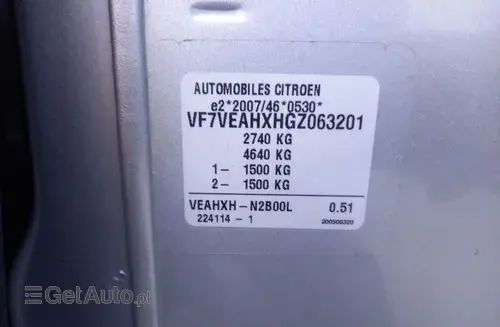 AUTOMOBILES CITROEN
e2*2007/46*0530*
VF7VEAHXHGZ063201
2740 KG
4640 KG
1- 1500 KG
2- 1500 KG
VEAHXH-N2B00L 0.51
224114 - 1 200508320
GetAuto.pl